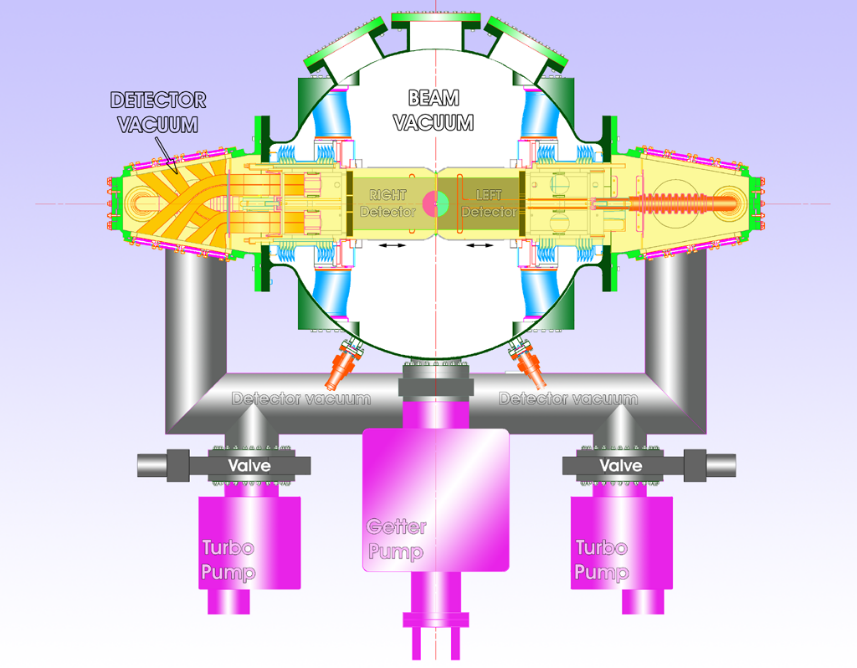 DETECTOR
VACUUM
BEAM
VACUUM
RIGHT
Detector
LEFT
Detector
Detector vacuum
Detector vacuum
Valve
Valve
Turbo
Pump
Getter
Pump
Turbo
Pump